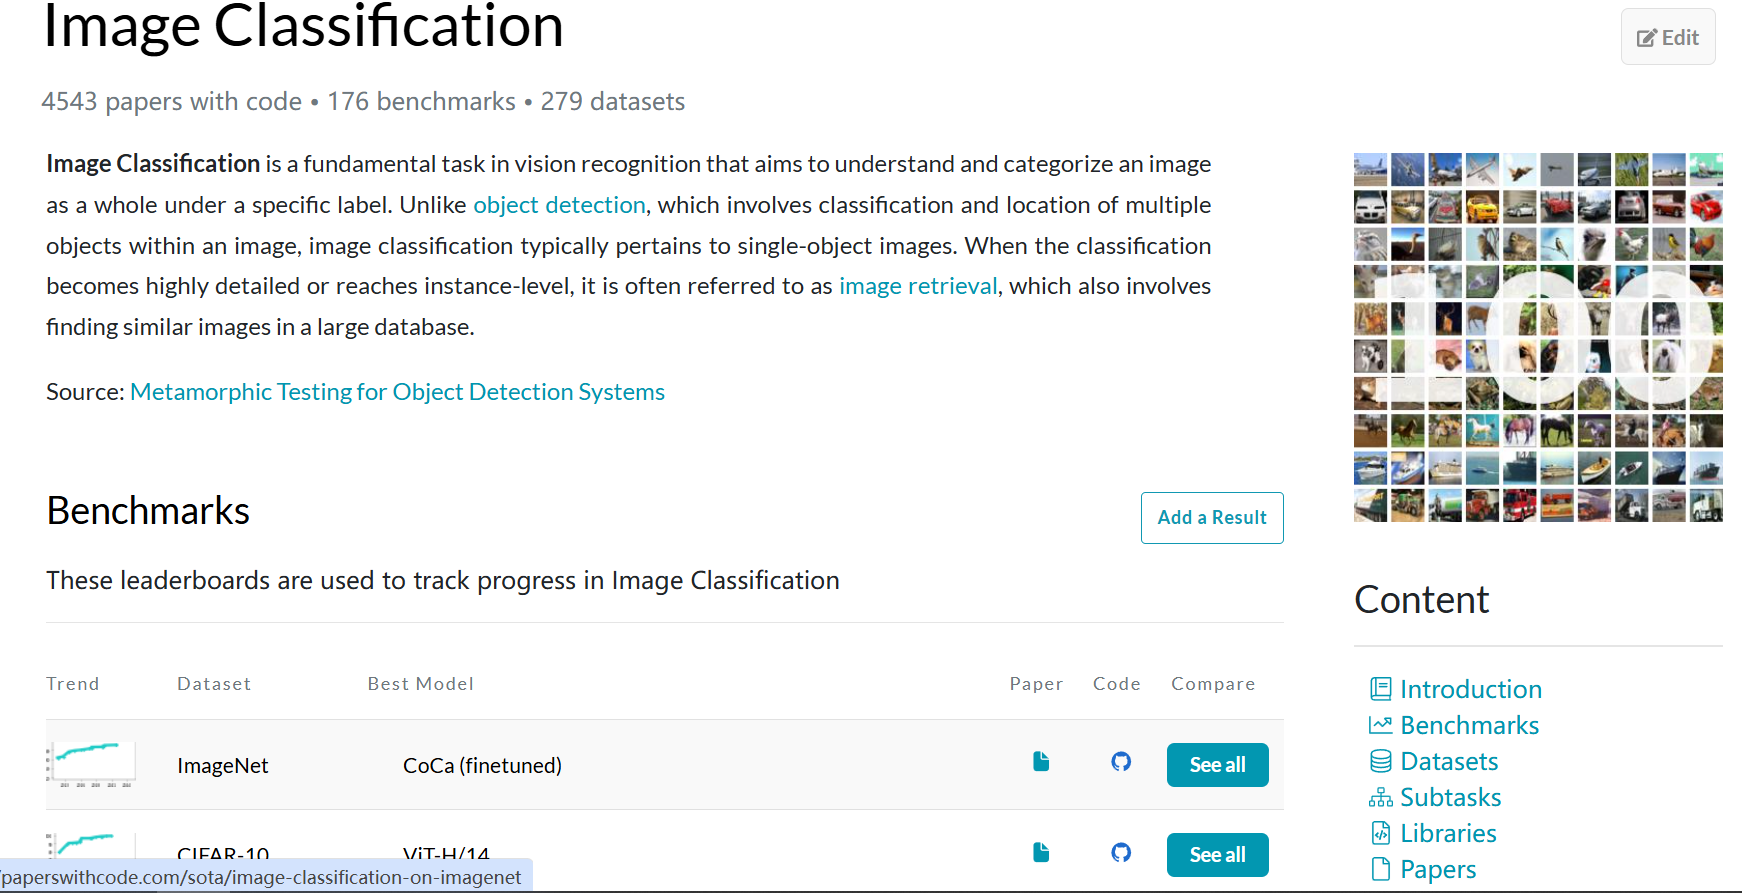 Image Classification
Edit
4543 papers with code • 176 benchmarks • 279 datasets
Image Classification is a fundamental task in vision recognition that aims to understand and categorize an image
as a whole under a specific label. Unlike object detection, which involves classification and location of multiple
objects within an image, image classification typically pertains to single-object images. When the classification
becomes highly detailed or reaches instance-level, it is often referred to as image retrieval, which also involves
finding similar images in a large database.
Source: Metamorphic Testing for Object Detection Systems
100
Benchmarks
Add a Result
These leaderboards are used to track progress in Image Classification
Trend Dataset Best Model Paper Code Compare
ImageNet CoCa (finetuned) See all
CIFAR-10 ViT-H/14 See all
/paperswithcode.com/sota/image-classification-on-imagenet
Content
Introduction
Benchmarks
Datasets
Subtasks
Libraries
Papers